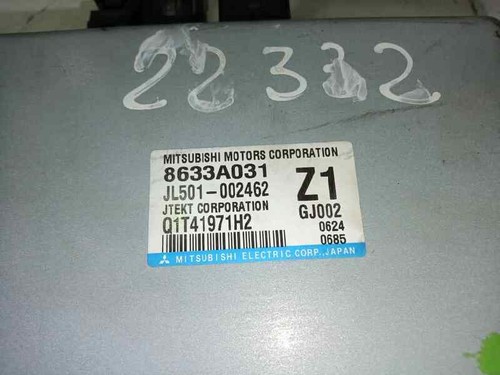 22332
MITSUBISHI MOTORS CORPORATION
8633A031
JL501-002462
Z1
JTEKT CORPORATION
GJ002
Q1T41971H2
0624
0685
MITSUBISHI ELECTRIC CORP., JAPAN